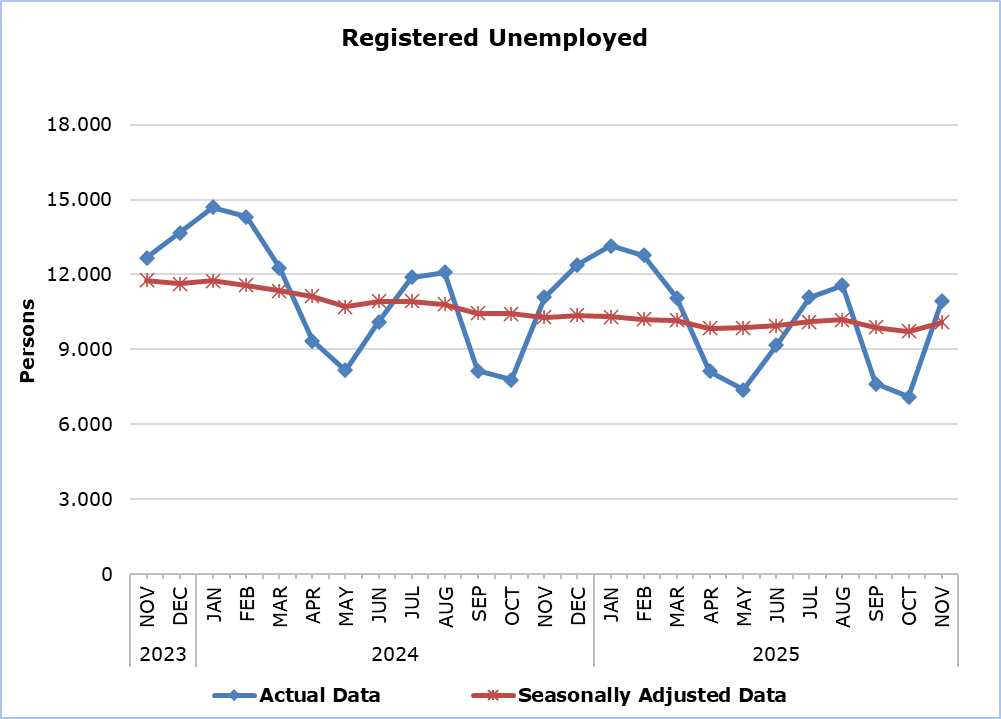 Registered Unemployed
18.000
15.000
12.000
9.000
6.000
3.000
0
Persons
NOV DEC JAN FEB MAR APR MAY JUN JUL AUG SEP OCT NOV DEC JAN FEB MAR APR MAY JUN JUL AUG SEP OCT NOV
2023 2024 2025
Actual Data Seasonally Adjusted Data